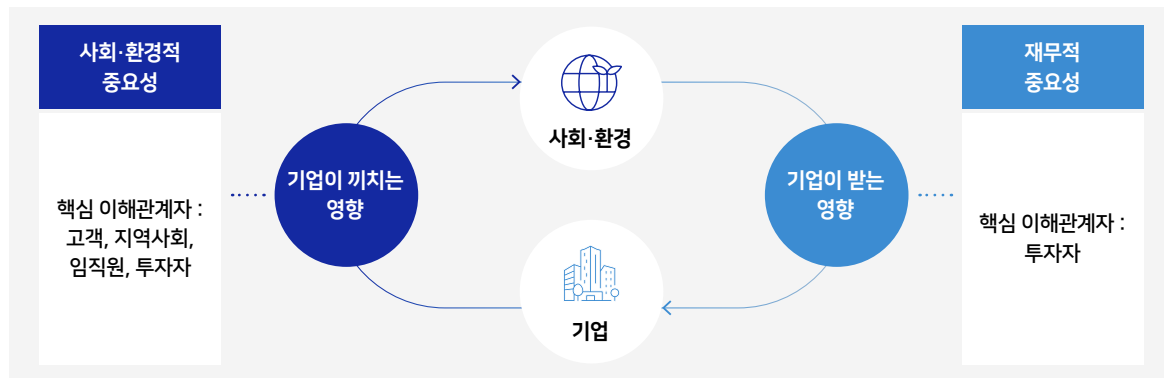 사회·환경적
중요성
핵심 이해관계자 :
고객, 지역사회,
임직원, 투자자
기업이 끼치는
영향
사회·환경
기업
기업이 받는
영향
재무적
중요성
핵심 이해관계자 :
투자자